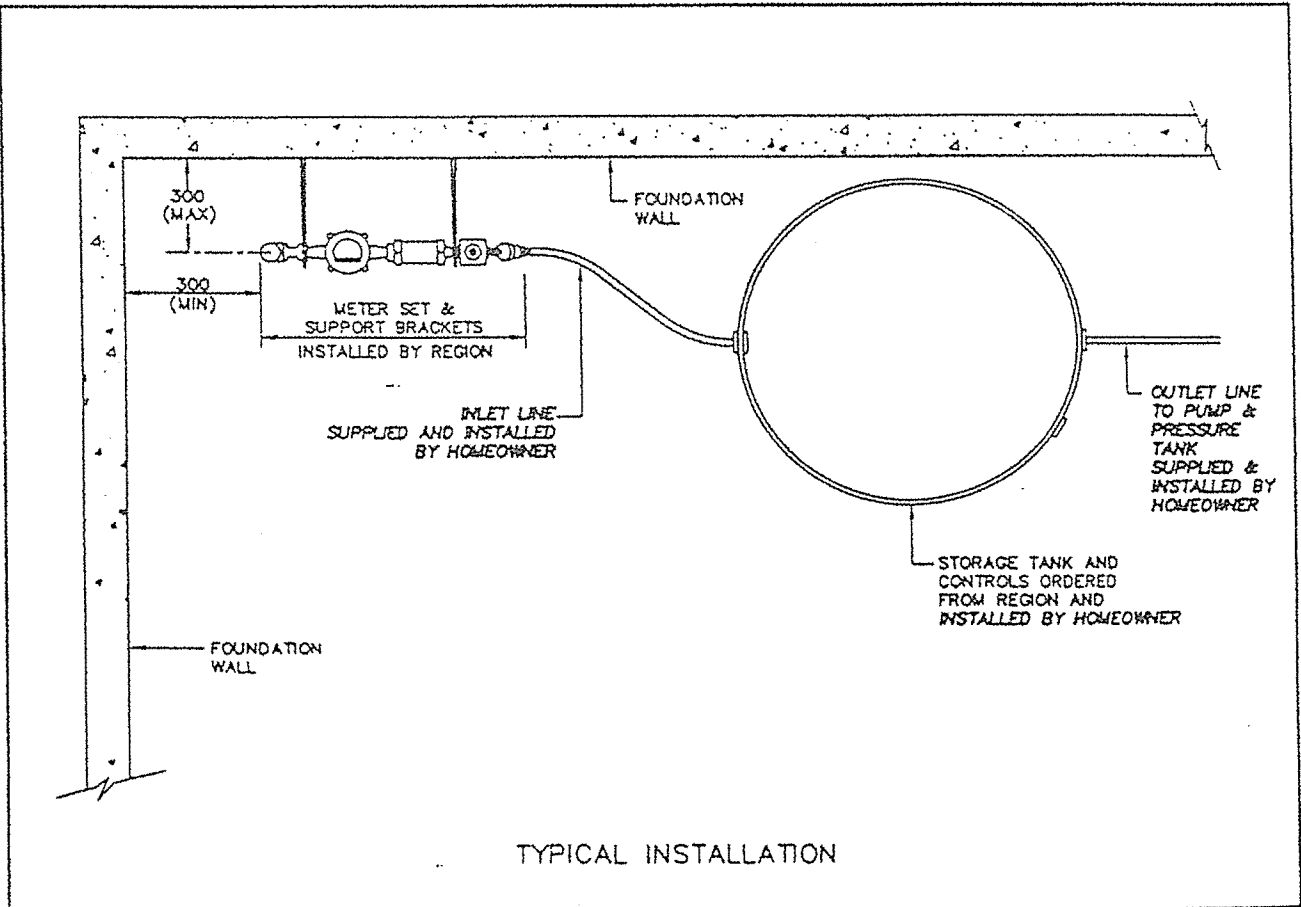 300
(MAX)
FOUNDATION
WALL
300
(MIN)
METER SET &
SUPPORT BRACKETS
INSTALLED BY REGION
INLET LINE
SUPPLIED AND INSTALLED
BY HOMEOWNER
OUTLET LINE
TO PUMP &
PRESSURE
TANK
SUPPLIED &
INSTALLED BY
HOMEOWNER
STORAGE TANK AND
CONTROLS ORDERED
FROM REGION AND
INSTALLED BY HOMEOWNER
FOUNDATION
WALL
TYPICAL INSTALLATION